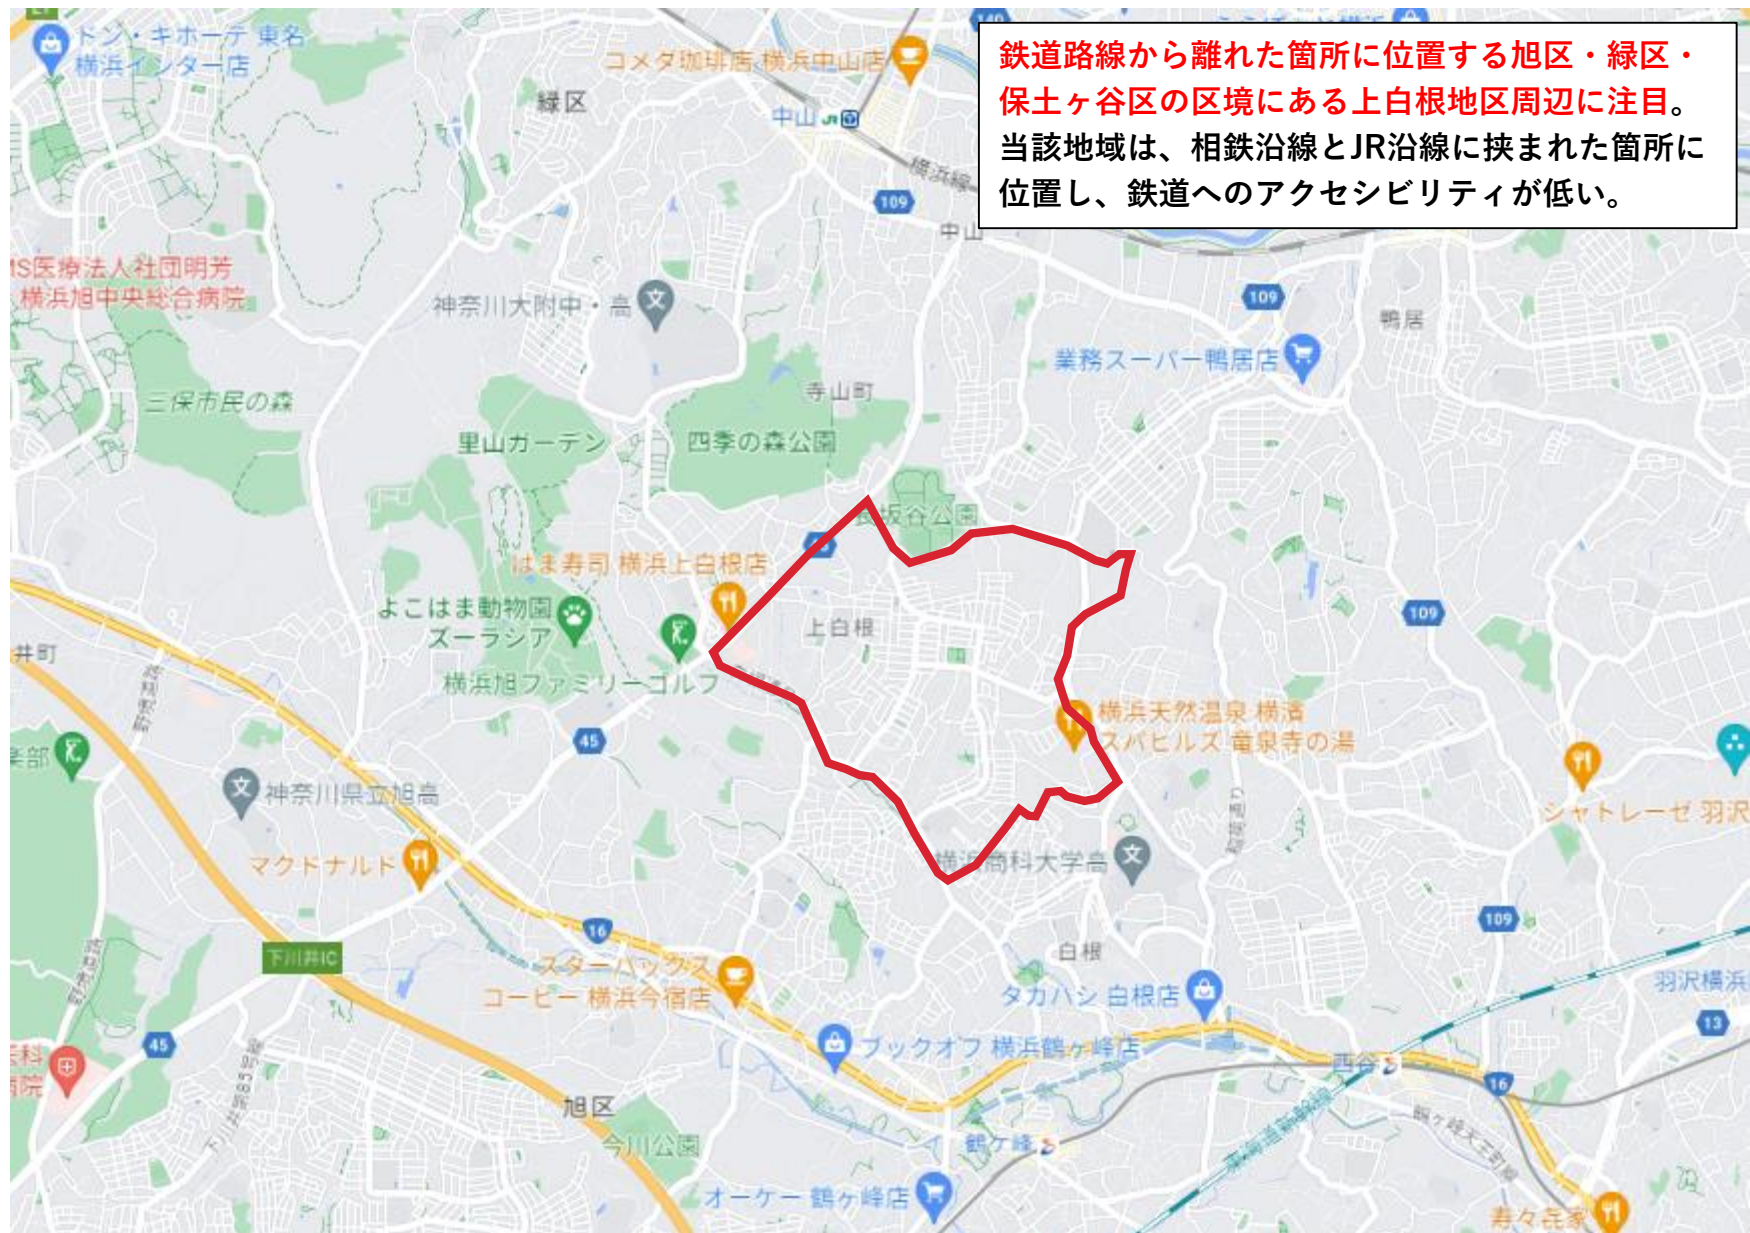 鉄道路線から離れた箇所に位置する旭区・緑区・
保土ヶ谷区の区境にある上白根地区周辺に注目。
当該地域は、相鉄沿線とJR沿線に挟まれた箇所に
位置し、鉄道へのアクセシビリティが低い。
ドン・キホーテ 東名
横浜インター店
コメダ珈琲店 横浜中山店
緑区
中山
JR
横浜線
109
中山
MS医療法人社団明芳
横浜旭中央総合病院
神奈川大附中・高
109
鴨居
業務スーパー鴨居店
寺山町
三保市民の森
里山ガーデン
四季の森公園
長坂谷公園
はま寿司 横浜上白根店
よこはま動物園
ズーラシア
上白根
109
井町
横浜旭ファミリーゴルフ
横浜天然温泉 横濱
スパヒルズ 竜泉寺の湯
45
楽部
神奈川県立旭高
シャトレーゼ 羽沢
マクドナルド
横浜商科大学高
16
109
下川井IC
白根
スターバックス
コーヒー 横浜今宿店
タカハシ 白根店
羽沢横浜
13
45
ブックオフ 横浜鶴ヶ峰店
西谷
16
旭区
今川公園
鶴ケ峰
オーケー 鶴ヶ峰店
寿々㐂家